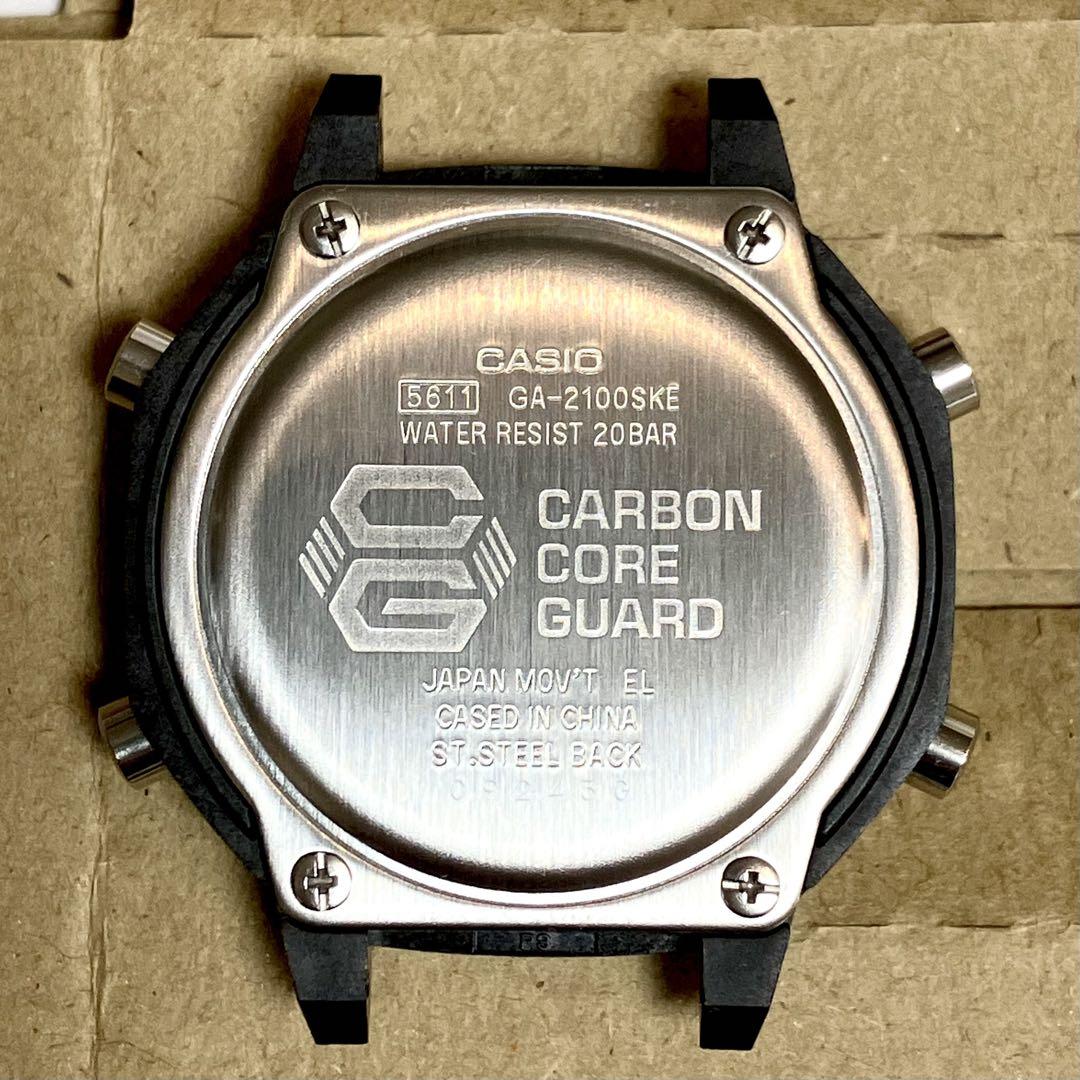 CASIO
5611 GA-2100SKE
WATER RESIST 20BAR
CG
CARBON
CORE
GUARD
JAPAN MOV'T EL
CASED IN CHINA
ST.STEEL BACK